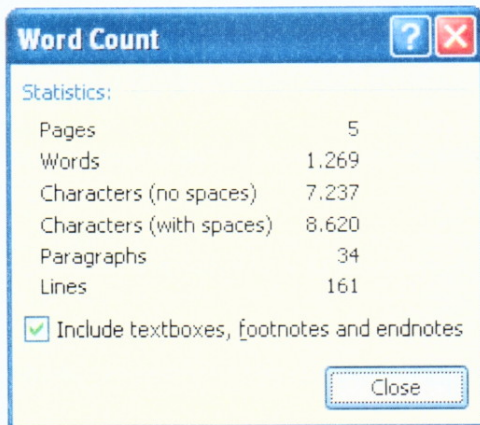 Word Count
?
Statistics:
Pages 5
Words 1.269
Characters (no spaces) 7.237
Characters (with spaces) 8.620
Paragraphs 34
Lines 161
Include textboxes, footnotes and endnotes
Close